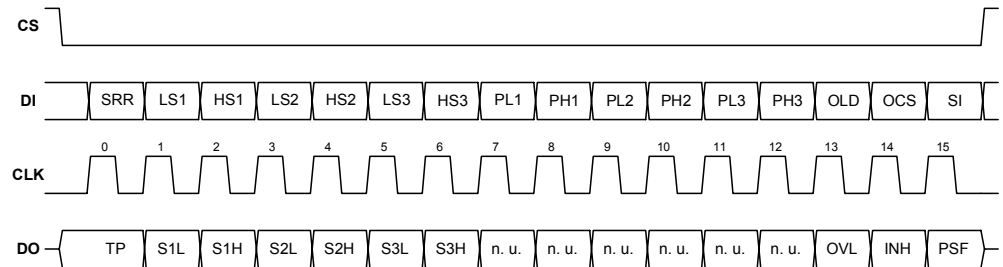 CS
DI SRR LS1 HS1 LS2 HS2 LS3 HS3 PL1 PH1 PL2 PH2 PL3 PH3 OLD OCS SI
0 1 2 3 4 5 6 7 8 9 10 11 12 13 14 15
CLK
DO TP S1L S1H S2L S2H S3L S3H n. u. n. u. n. u. n. u. n. u. n. u. OVL INH PSF